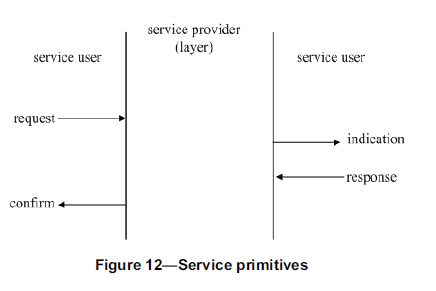 service provider
(layer)
service user
service user
request
indication
response
confirm
Figure 12—Service primitives